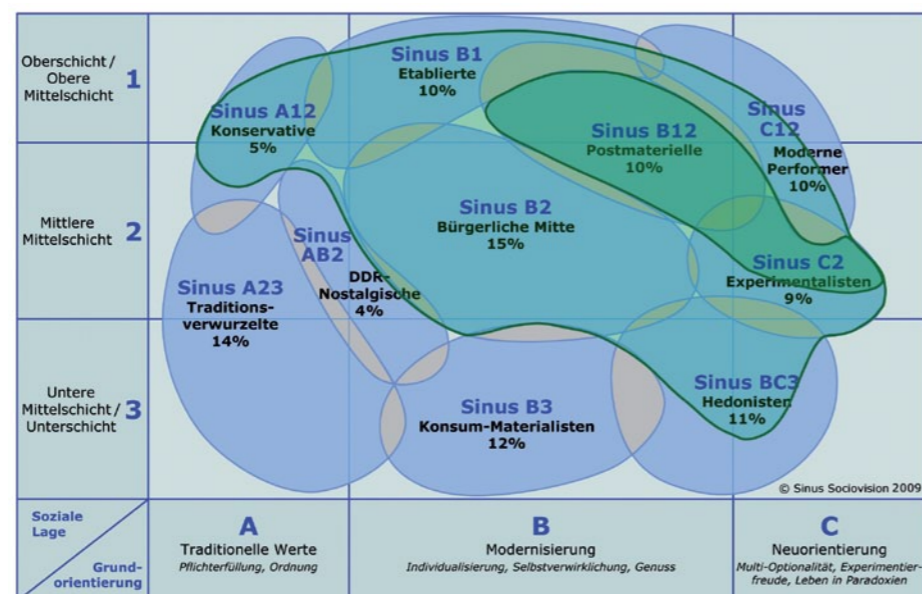 Oberschicht /
Obere
Mittelschicht
1
Mittlere
Mittelschicht
2
Untere
Mittelschicht /
Unterschicht
3
Sinus B1
Etablierte
10%
Sinus A12
Konservative
5%
Sinus B12
Postmaterielle
10%
Sinus
C12
Moderne
Performer
10%
Sinus B2
Bürgerliche Mitte
15%
Sinus
AB2
DDR-
Nostalgische
4%
Sinus A23
Traditions-
verwurzelte
14%
Sinus C2
Experimentalisten
9%
Sinus BC3
Hedonisten
11%
Sinus B3
Konsum-Materialisten
12%
© Sinus Sociovision 2009
Soziale
Lage
Grund-
orientierung
A
Traditionelle Werte
Pflichterfüllung, Ordnung
B
Modernisierung
Individualisierung, Selbstverwirklichung, Genuss
C
Neuorientierung
Multi-Optionalität, Experimentier-
freude, Leben in Paradoxien